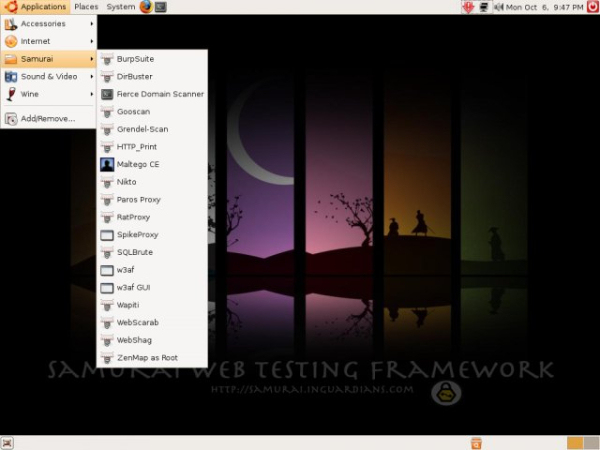 Applications Places System Mon Oct 6, 9:47 PM
Accessories
Internet
Samurai
Sound & Video
Wine
Add/Remove...
BurpSuite
DirBuster
Fierce Domain Scanner
Gooscan
Grendel-Scan
HTTP_Print
Maltego CE
Nikto
Paros Proxy
RatProxy
SpikeProxy
SQLBrute
w3af
w3af GUI
Wapiti
WebScarab
WebShag
ZenMap as Root
SAMURAI WEB TESTING FRAMEWORK
HTTP://SAMURAI.INGUARDIANS.COM